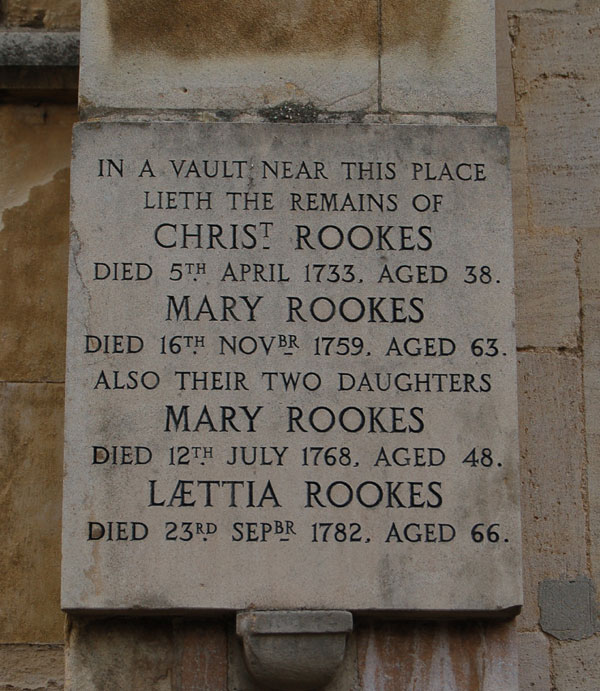 IN A VAULT NEAR THIS PLACE
LIETH THE REMAINS OF
CHRIST ROOKES
DIED 5TH APRIL 1733, AGED 38.
MARY ROOKES
DIED 16TH NOVBR 1759, AGED 63.
ALSO THEIR TWO DAUGHTERS
MARY ROOKES
DIED 12TH JULY 1768, AGED 48.
LÆTTIA ROOKES
DIED 23RD SEPBR 1782, AGED 66.